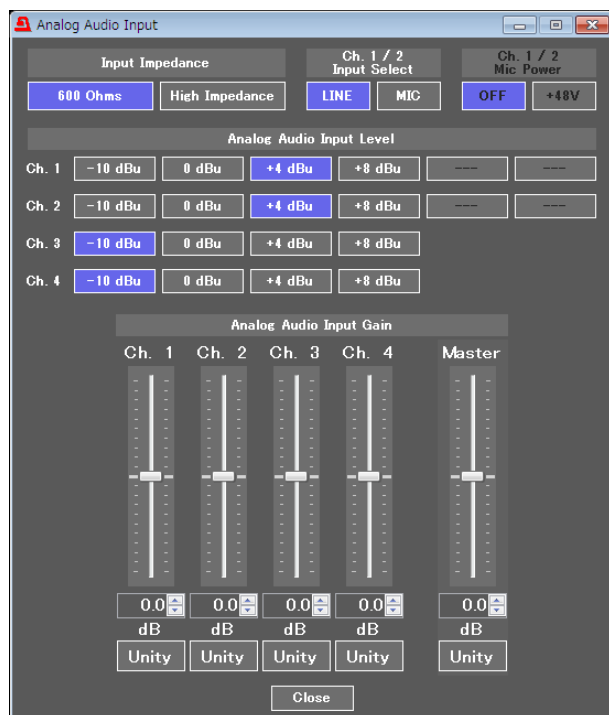 Analog Audio Input
Input Impedance
Ch. 1 / 2
Input Select
Ch. 1 / 2
Mic Power
600 Ohms High Impedance LINE MIC OFF +48V
Analog Audio Input Level
Ch. 1 -10 dBu 0 dBu +4 dBu +8 dBu --- ---
Ch. 2 -10 dBu 0 dBu +4 dBu +8 dBu --- ---
Ch. 3 -10 dBu 0 dBu +4 dBu +8 dBu
Ch. 4 -10 dBu 0 dBu +4 dBu +8 dBu
Analog Audio Input Gain
Ch. 1 Ch. 2 Ch. 3 Ch. 4 Master
0.0 0.0 0.0 0.0 0.0
dB dB dB dB dB
Unity Unity Unity Unity Unity
Close